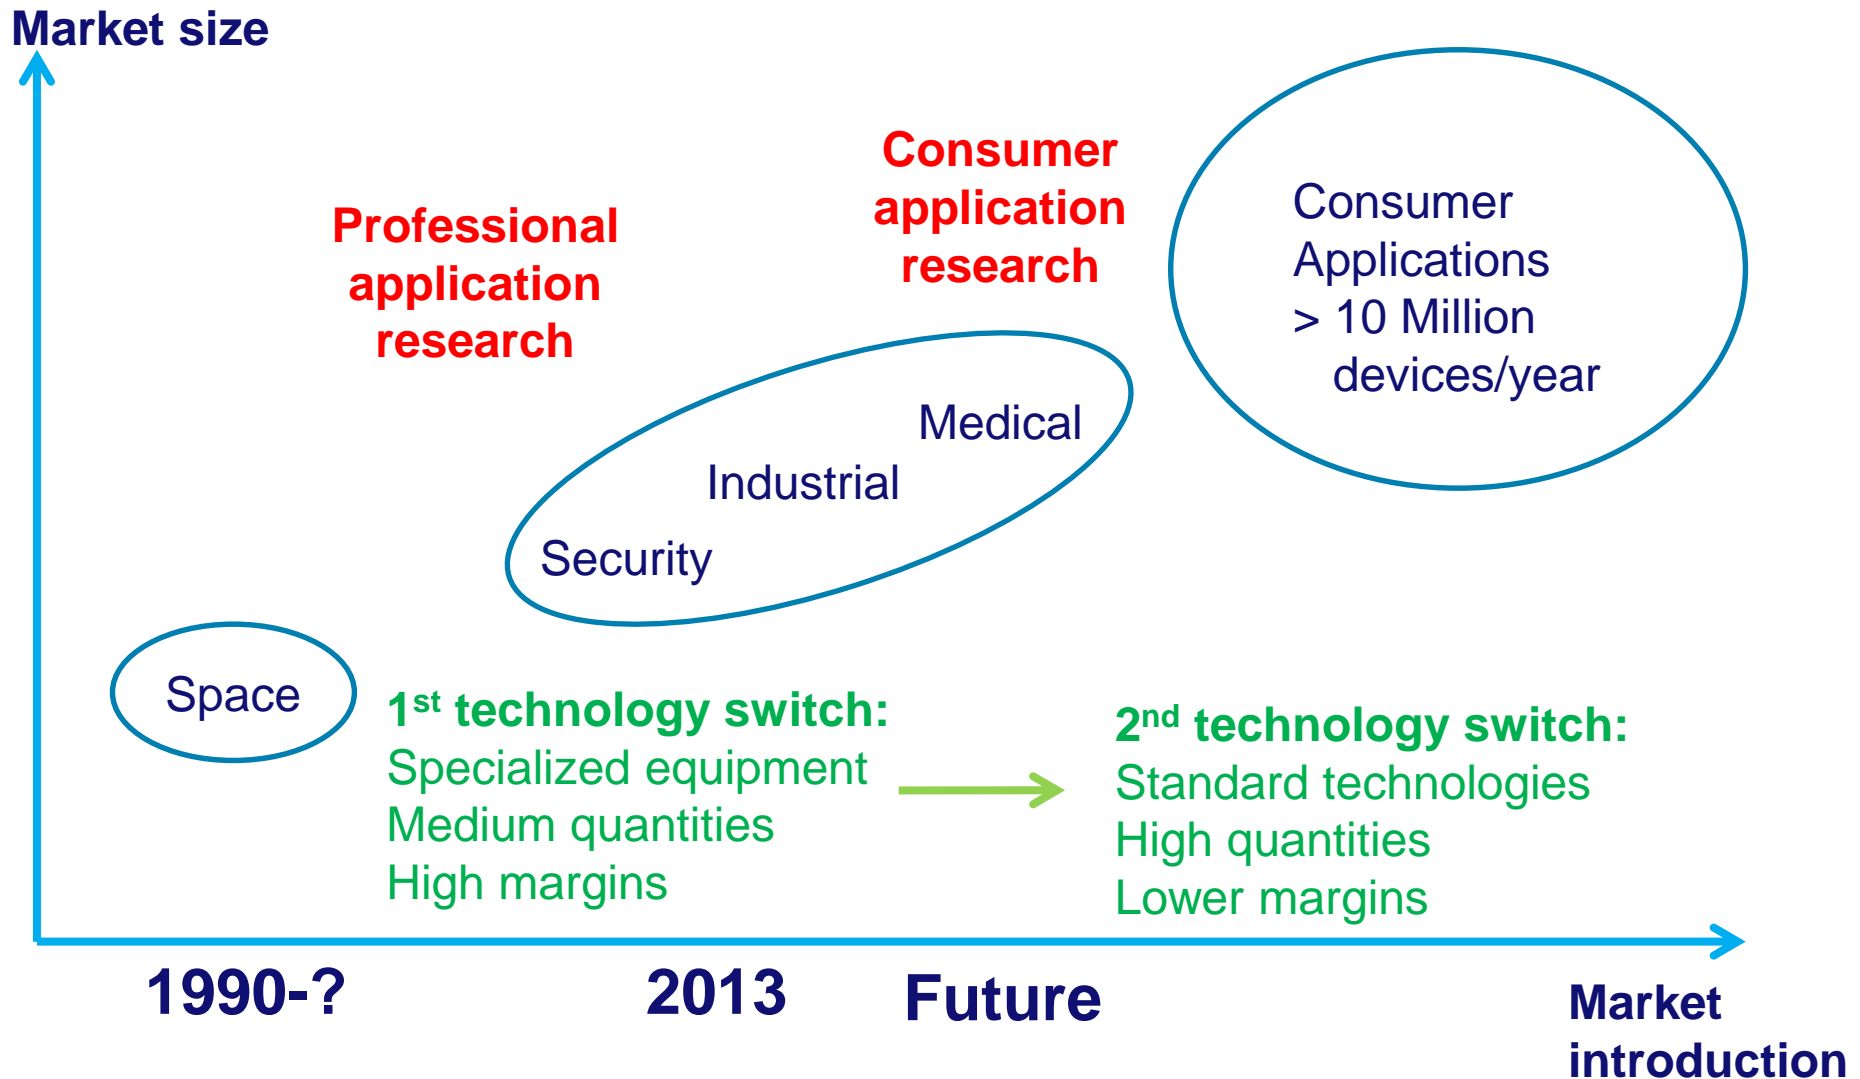 Market size
Professional
application
research
Consumer
application
research
Consumer
Applications
> 10 Million
devices/year
Medical
Industrial
Security
Space
1st technology switch:
Specialized equipment
Medium quantities
High margins
2nd technology switch:
Standard technologies
High quantities
Lower margins
1990-?
2013
Future
Market
introduction